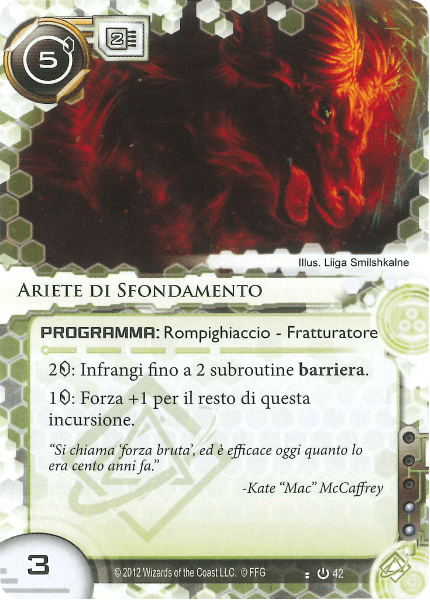 5
2
Illus. Liiga Smilshkalne
Ariete di Sfondamento
PROGRAMMA: Rompighiaccio - Fratturatore
2: Infrangi fino a 2 subroutine barriera.
1: Forza +1 per il resto di questa
incursione.
“Si chiama ‘forza bruta’, ed è efficace oggi quanto lo
era cento anni fa.”
-Kate “Mac” McCaffrey
3
© 2012 Wizards of the Coast LLC. © FFG
42